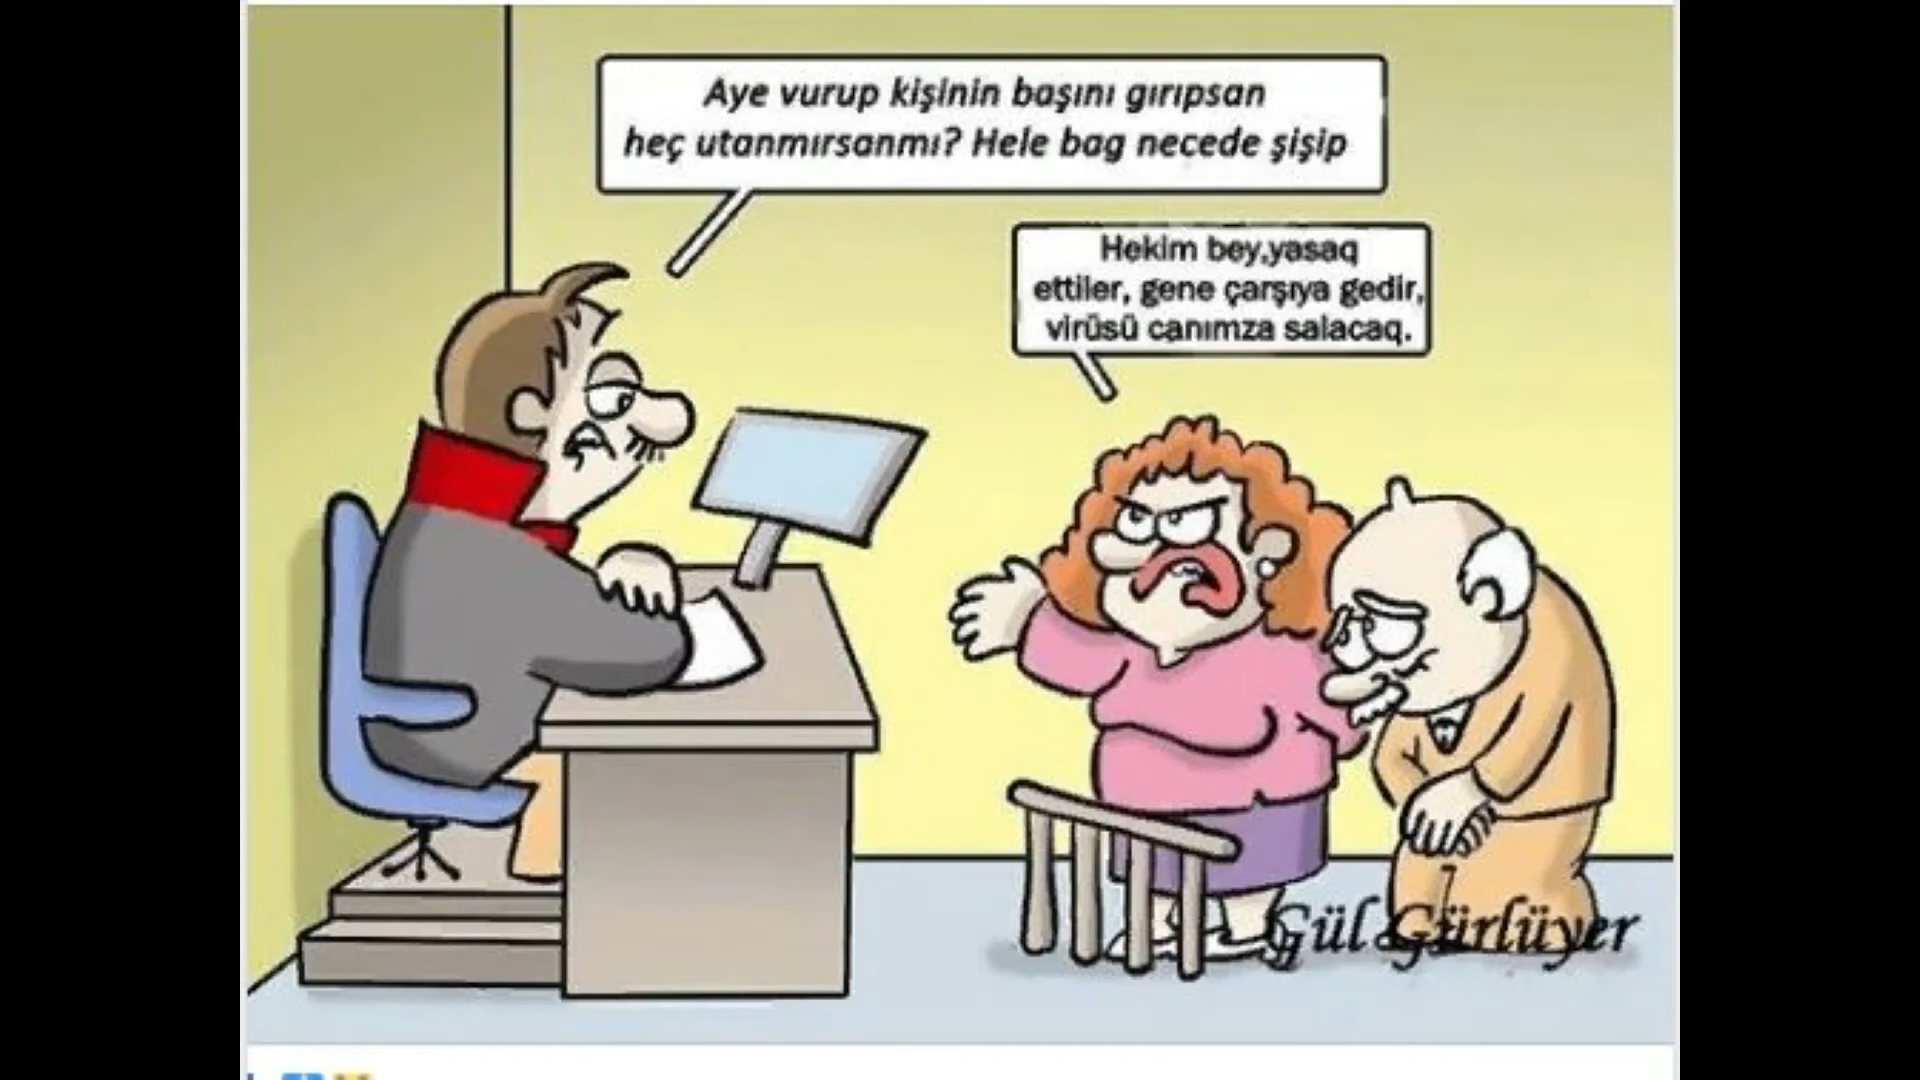 Aye vurup kişinin başını gırıpsan
heç utanmırsanmı? Hele bag necede şişip
Hekim bey,yasaq
ettiler, gene çarşıya gedir,
virüsü canımza salacaq.
Gül Gürlüyer